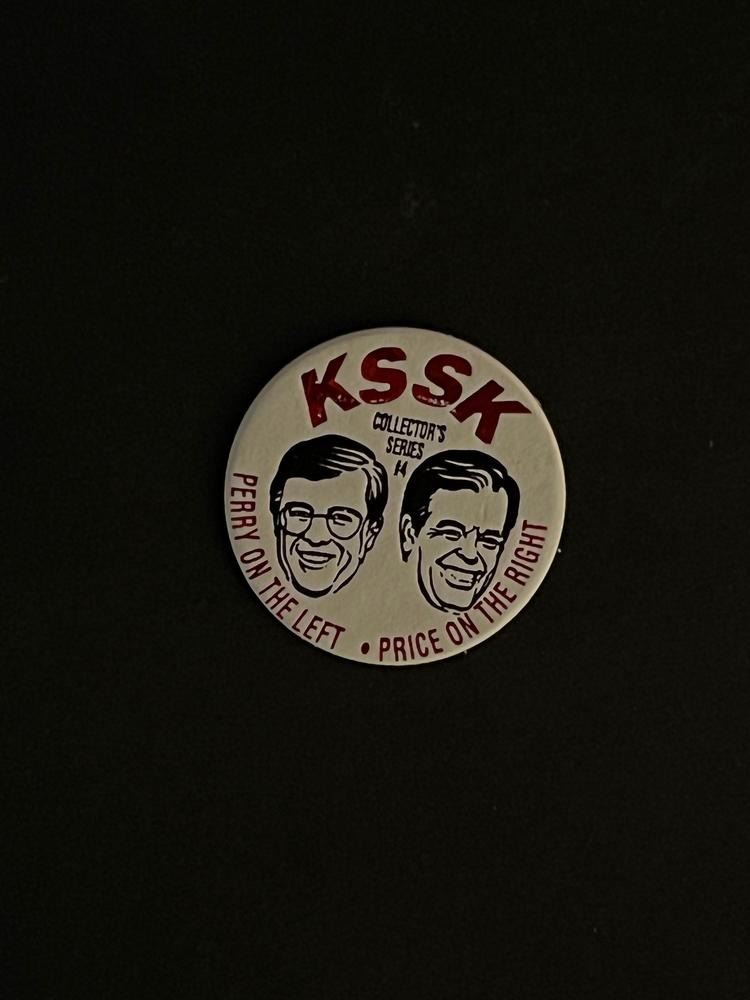 KSSK
COLLECTOR'S
SERIES
#4
PERRY ON THE LEFT • PRICE ON THE RIGHT